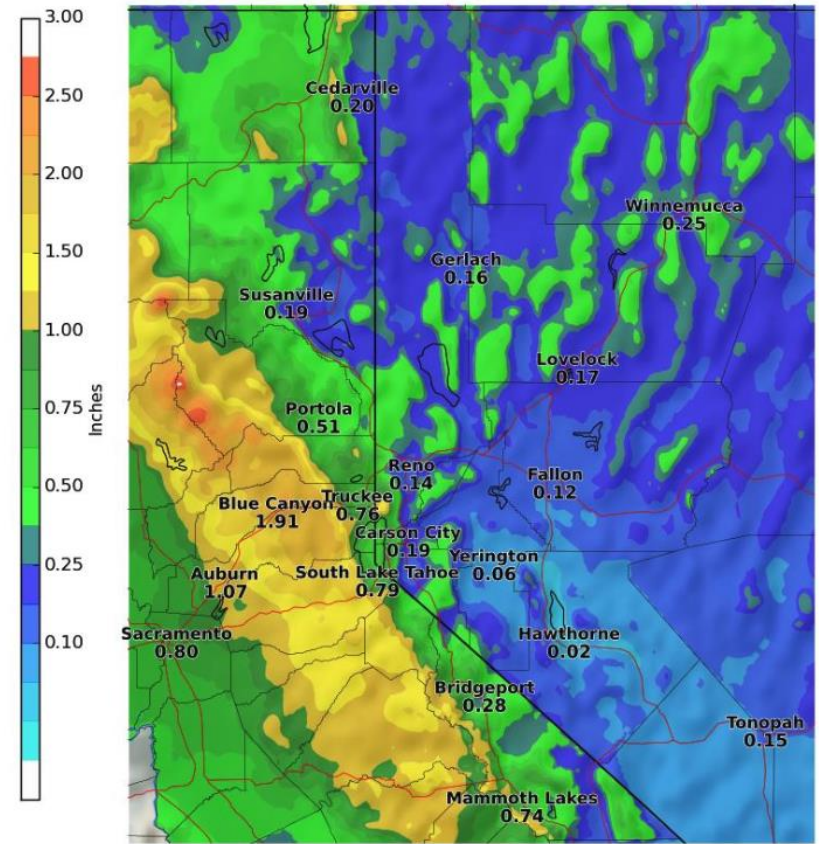 3.00
2.50
2.00
1.50
1.00
0.75
0.50
0.25
0.10
Inches
Cedarville
0.20
Winnemucca
0.25
Gerlach
0.16
Susanville
0.19
Lovelock
0.17
Portola
0.51
Reno
0.14
Fallon
0.12
Truckee
0.76
Blue Canyon
1.91
Carson City
0.19
Yerington
0.06
Auburn
1.07
South Lake Tahoe
0.79
Sacramento
0.80
Hawthorne
0.02
Bridgeport
0.28
Tonopah
0.15
Mammoth Lakes
0.74